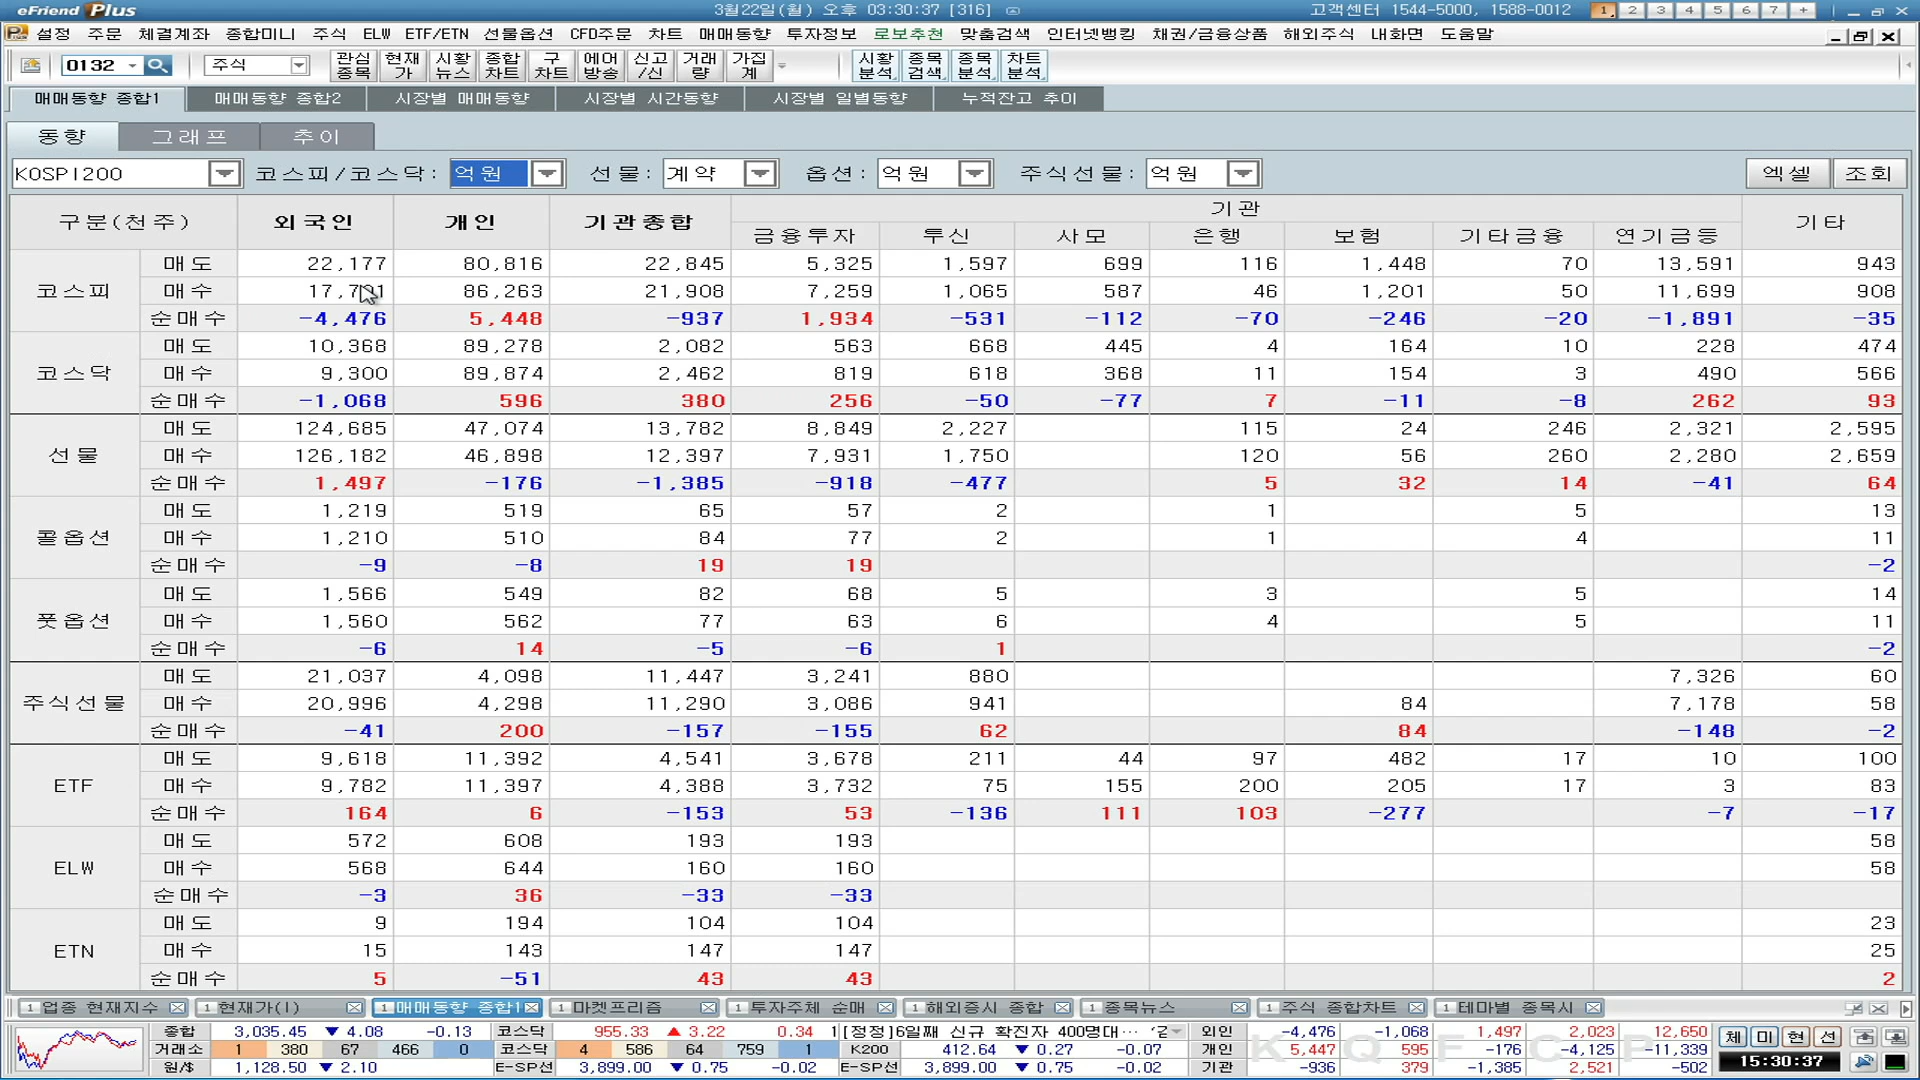 eFriend Plus 3월22일(월) 오후 03:30:37 [316] 고객센터 1544-5000, 1588-0012 1 2 3 4 5 6 7 +
설정 주문 체결계좌 종합미니 주식 ELW ETF/ETN 선물옵션 CFD주문 차트 매매동향 투자정보 로보추천 맞춤검색 인터넷뱅킹 채권/금융상품 해외주식 내화면 도움말
0132 주식 관심종목 현재가 시황뉴스 종합차트 구차트 에어방송 신고/신 거래량 가집계 시황분석 종목검색 종목분석 차트분석
매매동향 종합1 매매동향 종합2 시장별 매매동향 시장별 시간동향 시장별 일별동향 누적잔고 추이
동향 그래프 추이
KOSPI200 코스피/코스닥: 억원 선물: 계약 옵션: 억원 주식선물: 억원 엑셀 조회
구분(천주) 외국인 개인 기관종합 기관 기타
금융투자 투신 사모 은행 보험 기타금융 연기금등
코스피
매도 22,177 80,816 22,845 5,325 1,597 699 116 1,448 70 13,591 943
매수 86,263 21,908 7,259 1,065 587 46 1,201 50 11,699 908
순매수 -4,476 5,448 -937 1,934 -531 -112 -70 -246 -20 -1,891 -35
코스닥
매도 10,368 89,278 2,082 563 668 445 4 164 10 228 474
매수 9,300 89,874 2,462 819 618 368 11 154 3 490 566
순매수 -1,068 596 380 256 -50 -77 7 -11 -8 262 93
선물
매도 124,685 47,074 13,782 8,849 2,227 115 24 246 2,321 2,595
매수 126,182 46,898 12,397 7,931 1,750 120 56 260 2,280 2,659
순매수 1,497 -176 -1,385 -918 -477 5 32 14 -41 64
콜옵션
매도 1,219 519 65 57 2 1 5 13
매수 1,210 510 84 77 2 1 4 11
순매수 -9 -8 19 19 -2
풋옵션
매도 1,566 549 82 68 5 3 5 14
매수 1,560 562 77 63 6 4 5 11
순매수 -6 14 -5 -6 1 -2
주식선물
매도 21,037 4,098 11,447 3,241 880 7,326 60
매수 20,996 4,298 11,290 3,086 941 84 7,178 58
순매수 -41 200 -157 -155 62 84 -148 -2
ETF
매도 9,618 11,392 4,541 3,678 211 44 97 482 17 10 100
매수 9,782 11,397 4,388 3,732 75 155 200 205 17 3 83
순매수 164 6 -153 53 -136 111 103 -277 -7 -17
ELW
매도 572 608 193 193 58
매수 568 644 160 160 58
순매수 -3 36 -33 -33
ETN
매도 9 194 104 104 23
매수 15 143 147 147 25
순매수 5 -51 43 43 2
1 업종 현재지수 1 현재가(1) 1 매매동향 종합1 1 마켓프리즘 1 투자주체 순매 1 해외증시 종합 1 종목뉴스 1 주식 종합차트 1 테마별 종목시
종합 3,035.45 ▼ 4.08 -0.13 코스닥 955.33 ▲ 3.22 0.34 1 [정정]6일째 신규 확진자 400명대… 외인 -4,476 -1,068 1,497 2,023 12,650 체 미 현 선
거래소 1 380 67 466 0 코스닥 4 586 64 759 1 K200 412.64 ▼ 0.27 -0.07 개인 5,447 595 -176 -4,125 -11,339
원/$ 1,128.50 ▼ 2.10 E-SP선 3,899.00 ▼ 0.75 -0.02 E-SP선 3,899.00 ▼ 0.75 -0.02 기관 -936 379 -1,385 2,521 -502 15:30:37